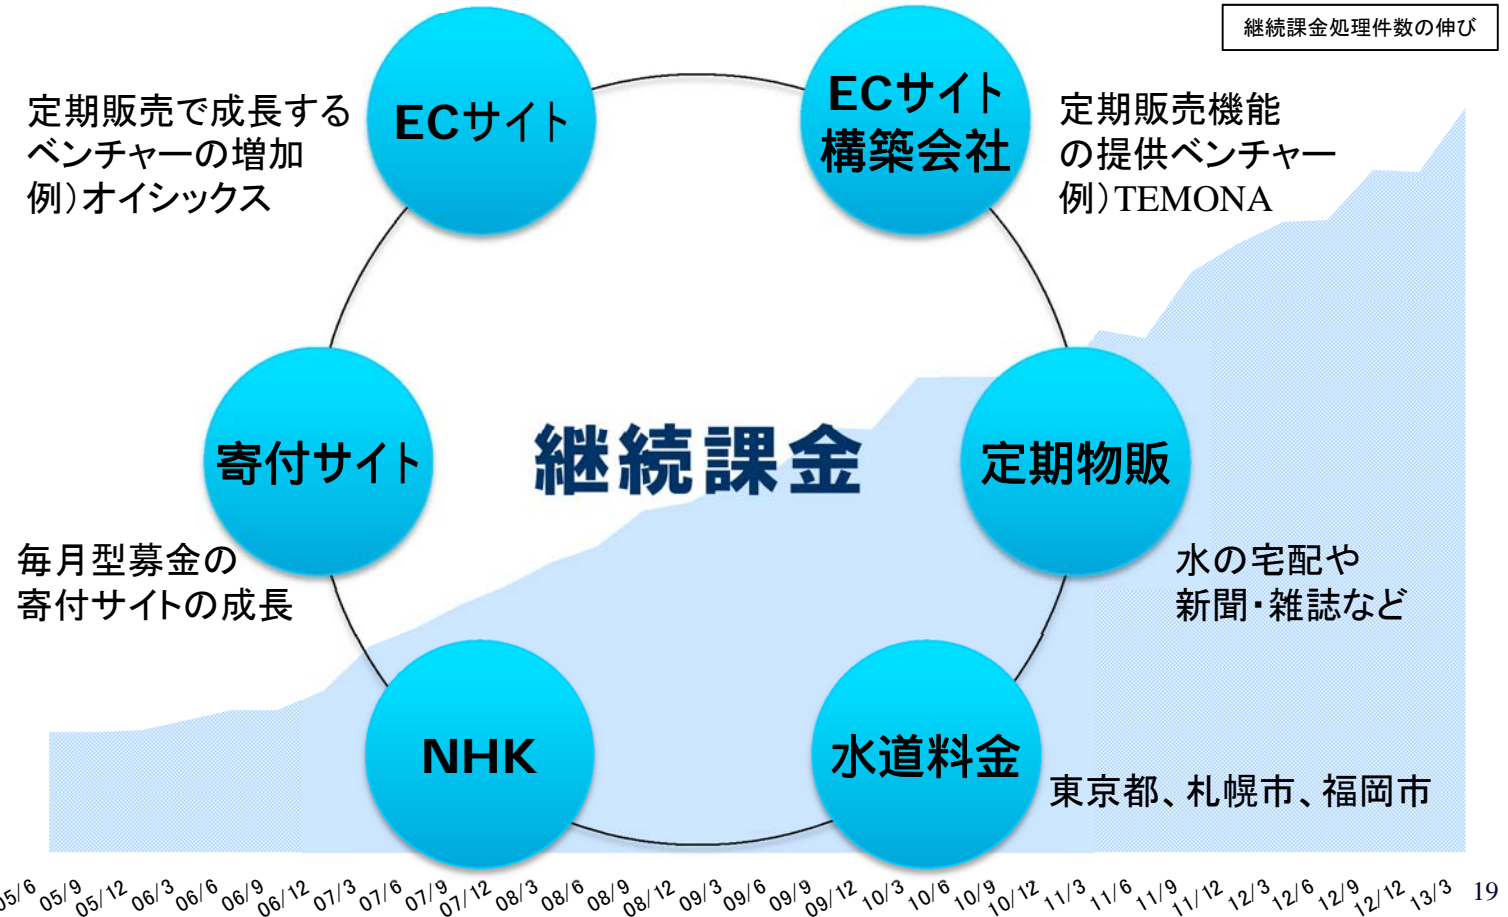 継続課金処理件数の伸び
ECサイト
定期販売で成長する
ベンチャーの増加
例）オイシックス
ECサイト
構築会社
定期販売機能
の提供ベンチャー
例）TEMONA
寄付サイト
継続課金
定期物販
毎月型募金の
寄付サイトの成長
水の宅配や
新聞・雑誌など
NHK
水道料金
東京都、札幌市、福岡市
05/6 05/9 05/12 06/3 06/6 06/9 06/12 07/3 07/6 07/9 07/12 08/3 08/6 08/9 08/12 09/3 09/6 09/9 09/12 10/3 10/6 10/9 10/12 11/3 11/6 11/9 11/12 12/3 12/6 12/9 12/12 13/3
19